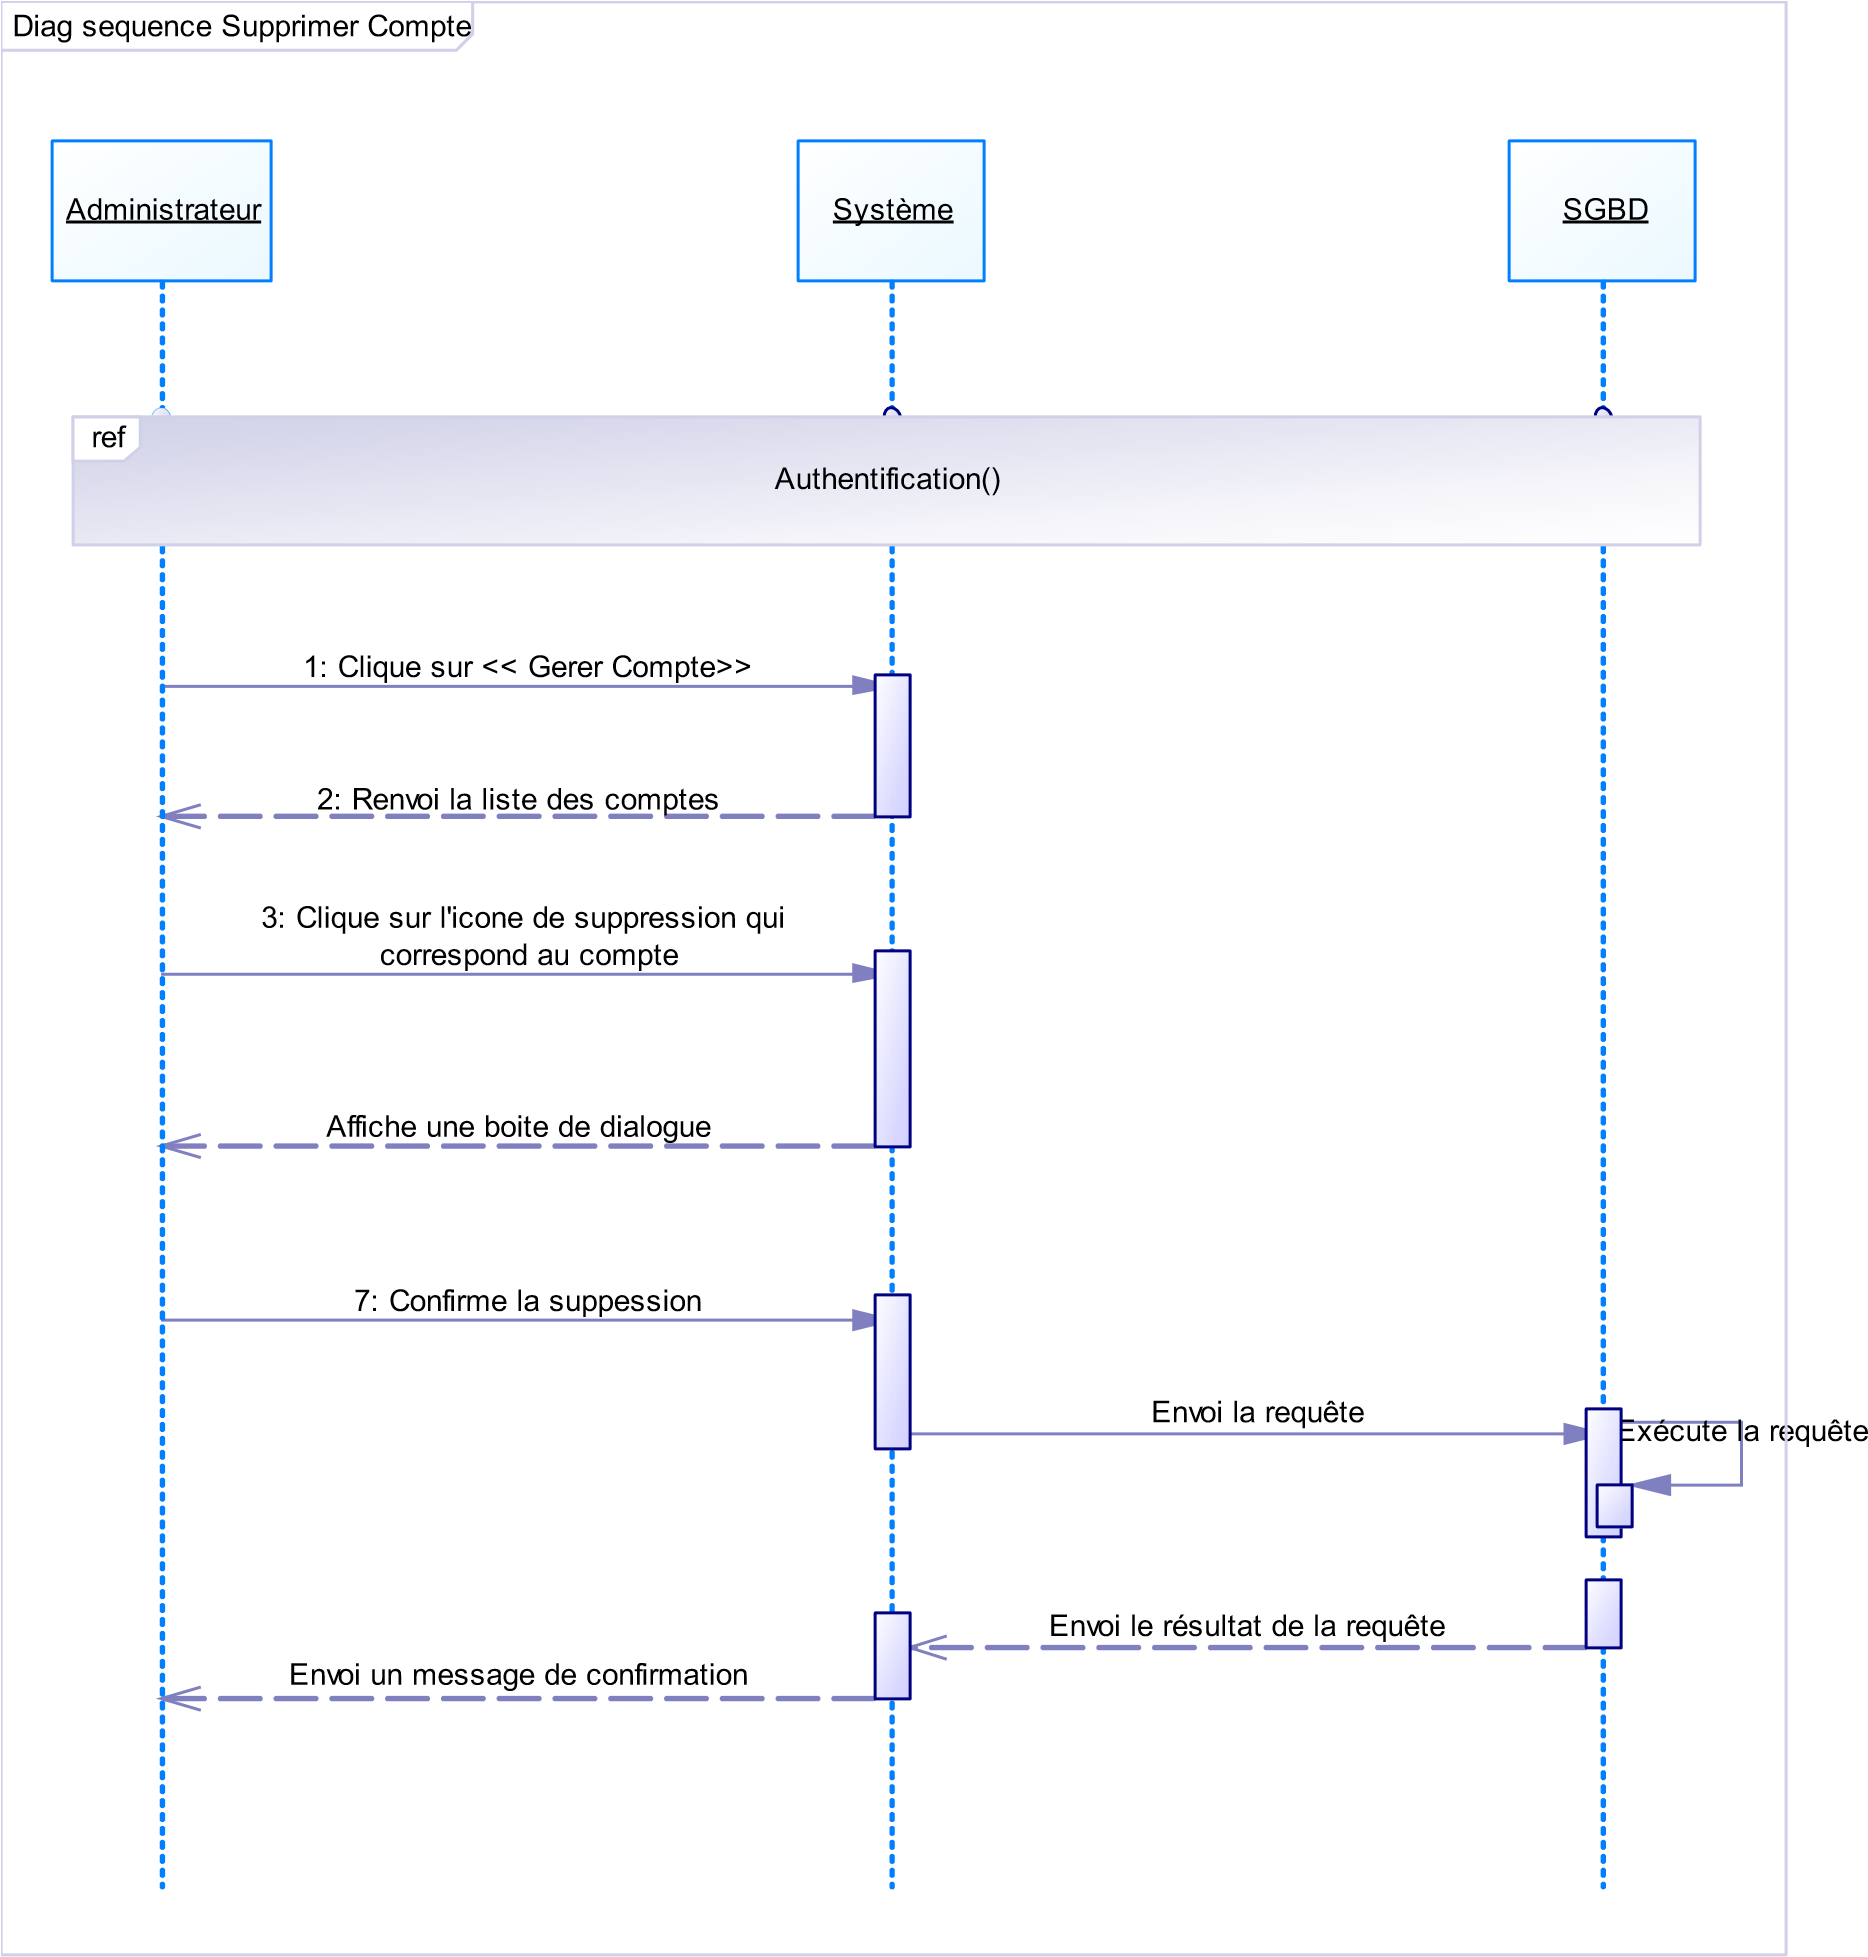 Diag sequence Supprimer Compte
Administrateur
Système
SGBD
ref
Authentification()
1: Clique sur << Gerer Compte>>
2: Renvoi la liste des comptes
3: Clique sur l'icone de suppression qui
correspond au compte
Affiche une boite de dialogue
7: Confirme la suppession
Envoi la requête
Exécute la requête
Envoi le résultat de la requête
Envoi un message de confirmation